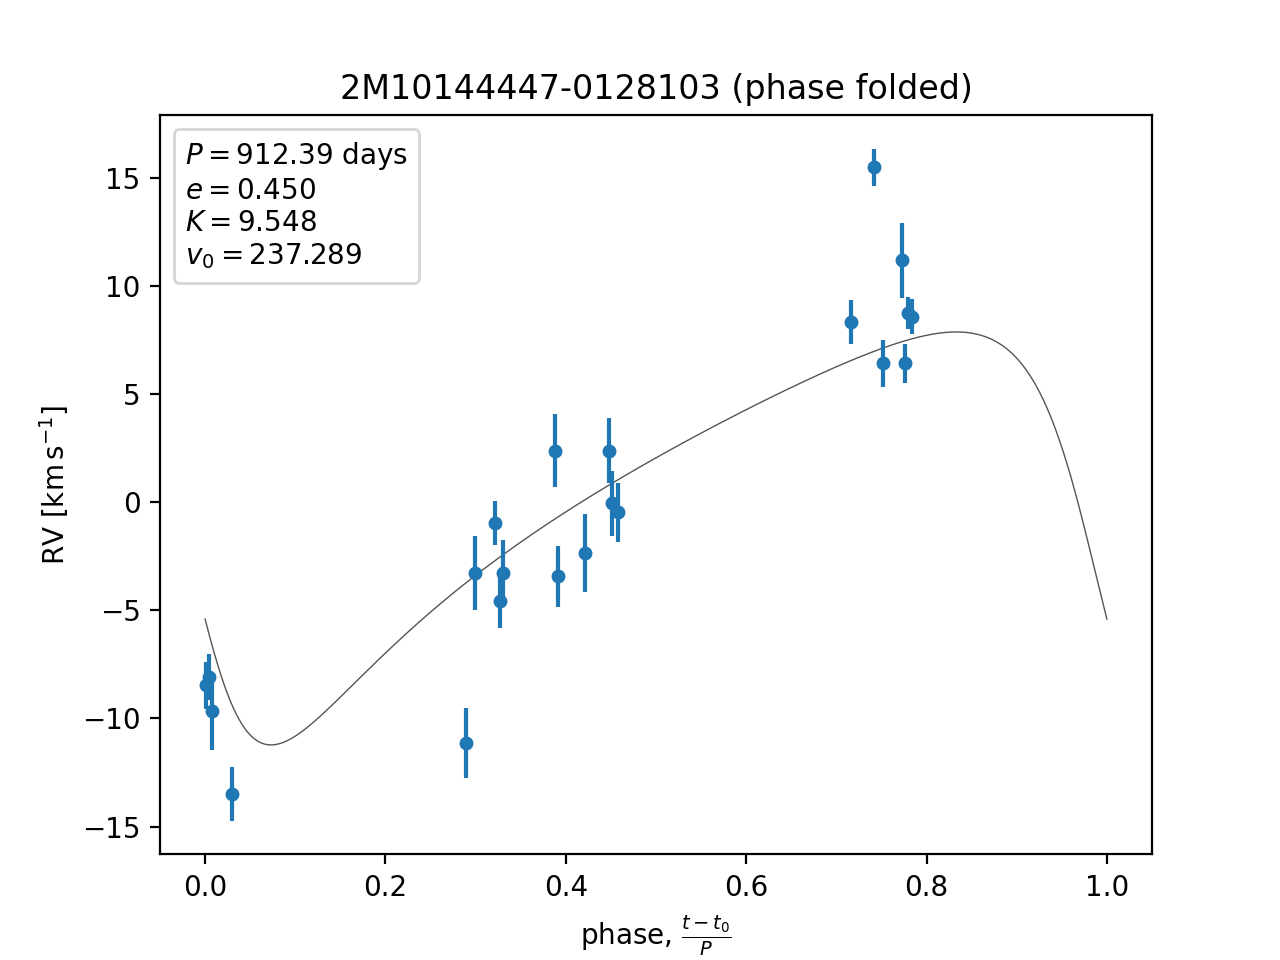 2M10144447-0128103 (phase folded)
P = 912.39 days
e = 0.450
K = 9.548
v₀ = 237.289
15
10
5
0
−5
−10
−15
RV [km s⁻¹]
0.0 0.2 0.4 0.6 0.8 1.0
phase, (t − t₀)/P